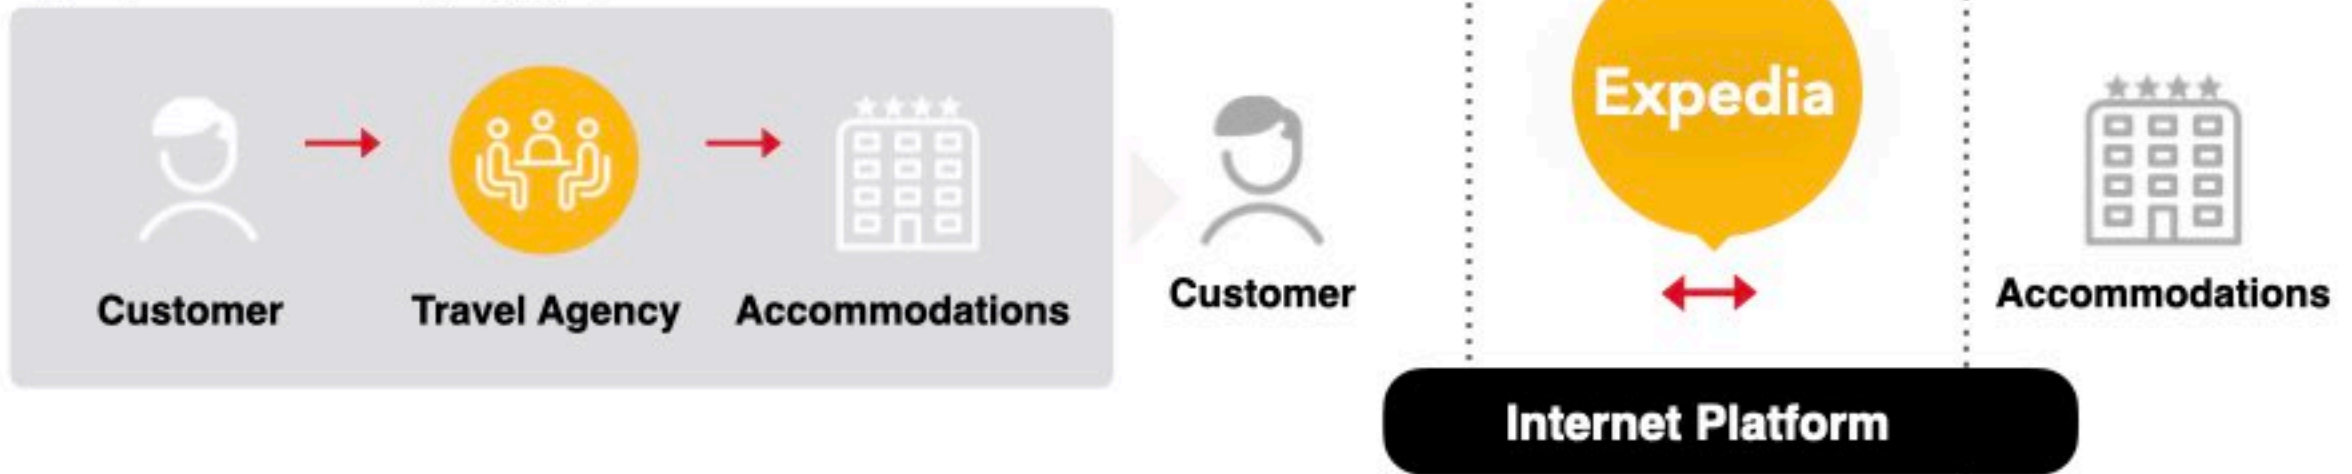 Customer
Travel Agency
Accommodations
Expedia
Customer
Accommodations
Internet Platform